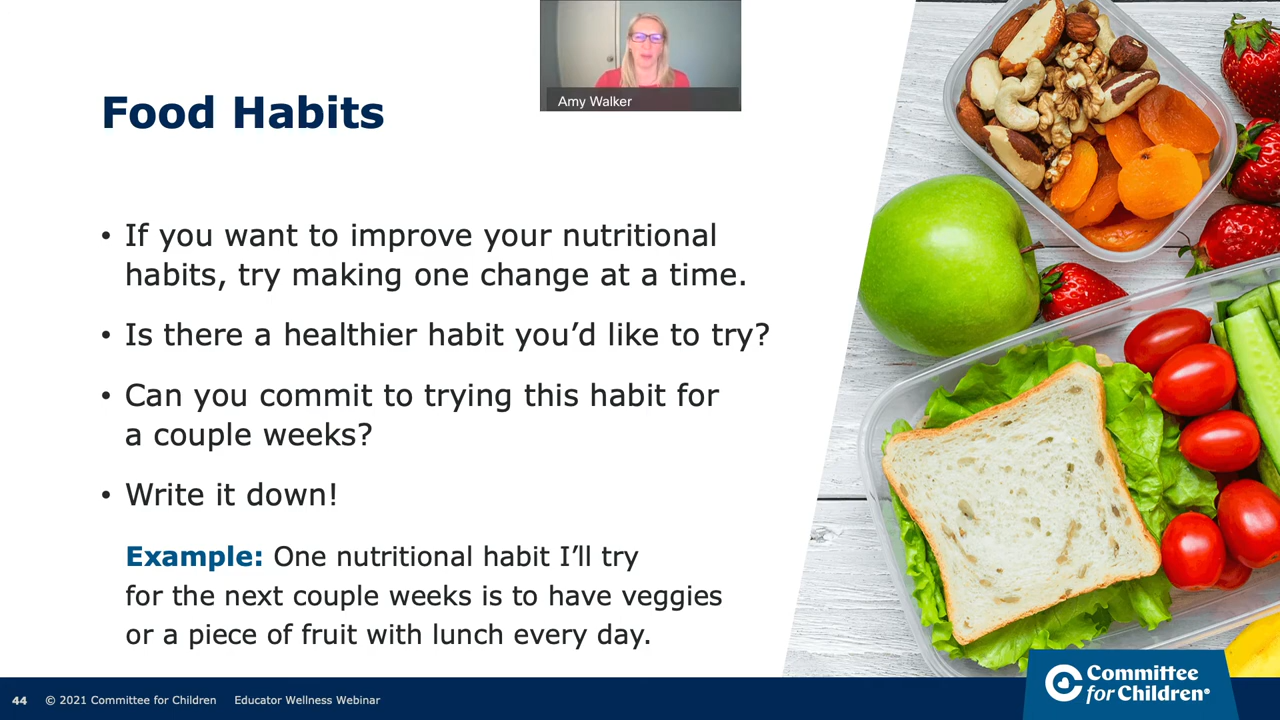 Amy Walker
Food Habits
• If you want to improve your nutritional
habits, try making one change at a time.
• Is there a healthier habit you’d like to try?
• Can you commit to trying this habit for
a couple weeks?
• Write it down!
Example: One nutritional habit I’ll try
for the next couple weeks is to have veggies
or a piece of fruit with lunch every day.
44 © 2021 Committee for Children Educator Wellness Webinar
Committee
for Children®